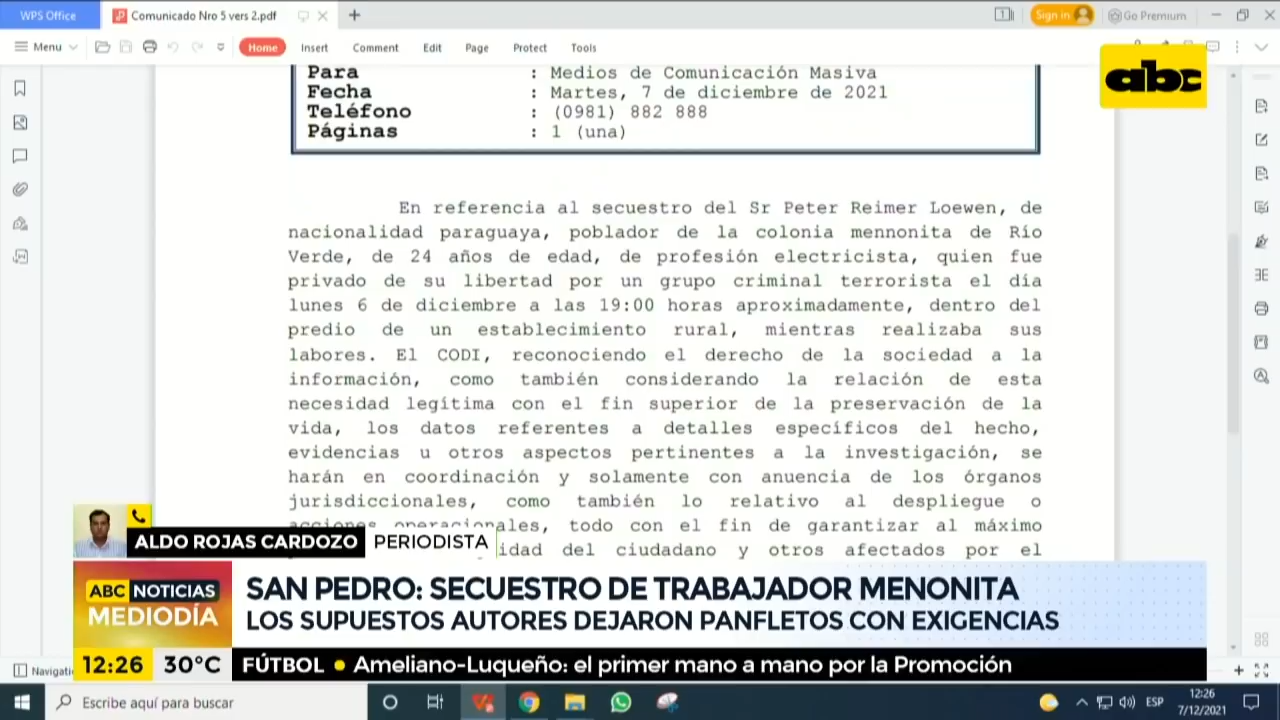 WPS Office
Comunicado Nro 5 vers 2.pdf
Sign in
Go Premium
Menu
Home
Insert
Comment
Edit
Page
Protect
Tools
abc
Para : Medios de Comunicación Masiva
Fecha : Martes, 7 de diciembre de 2021
Teléfono : (0981) 882 888
Páginas : 1 (una)
En referencia al secuestro del Sr Peter Reimer Loewen, de
nacionalidad paraguaya, poblador de la colonia mennonita de Río
Verde, de 24 años de edad, de profesión electricista, quien fue
privado de su libertad por un grupo criminal terrorista el día
lunes 6 de diciembre a las 19:00 horas aproximadamente, dentro del
predio de un establecimiento rural, mientras realizaba sus
labores. El CODI, reconociendo el derecho de la sociedad a la
información, como también considerando la relación de esta
necesidad legítima con el fin superior de la preservación de la
vida, los datos referentes a detalles específicos del hecho,
evidencias u otros aspectos pertinentes a la investigación, se
harán en coordinación y solamente con anuencia de los órganos
jurisdiccionales, como también lo relativo al despliegue o
acciones operacionales, todo con el fin de garantizar al máximo
idad del ciudadano y otros afectados por el
ALDO ROJAS CARDOZO PERIODISTA
ABC NOTICIAS
MEDIODÍA
SAN PEDRO: SECUESTRO DE TRABAJADOR MENONITA
LOS SUPUESTOS AUTORES DEJARON PANFLETOS CON EXIGENCIAS
12:26 30°C FÚTBOL Ameliano-Luqueño: el primer mano a mano por la Promoción
Navigati
Escribe aquí para buscar
ESP
12:26
7/12/2021